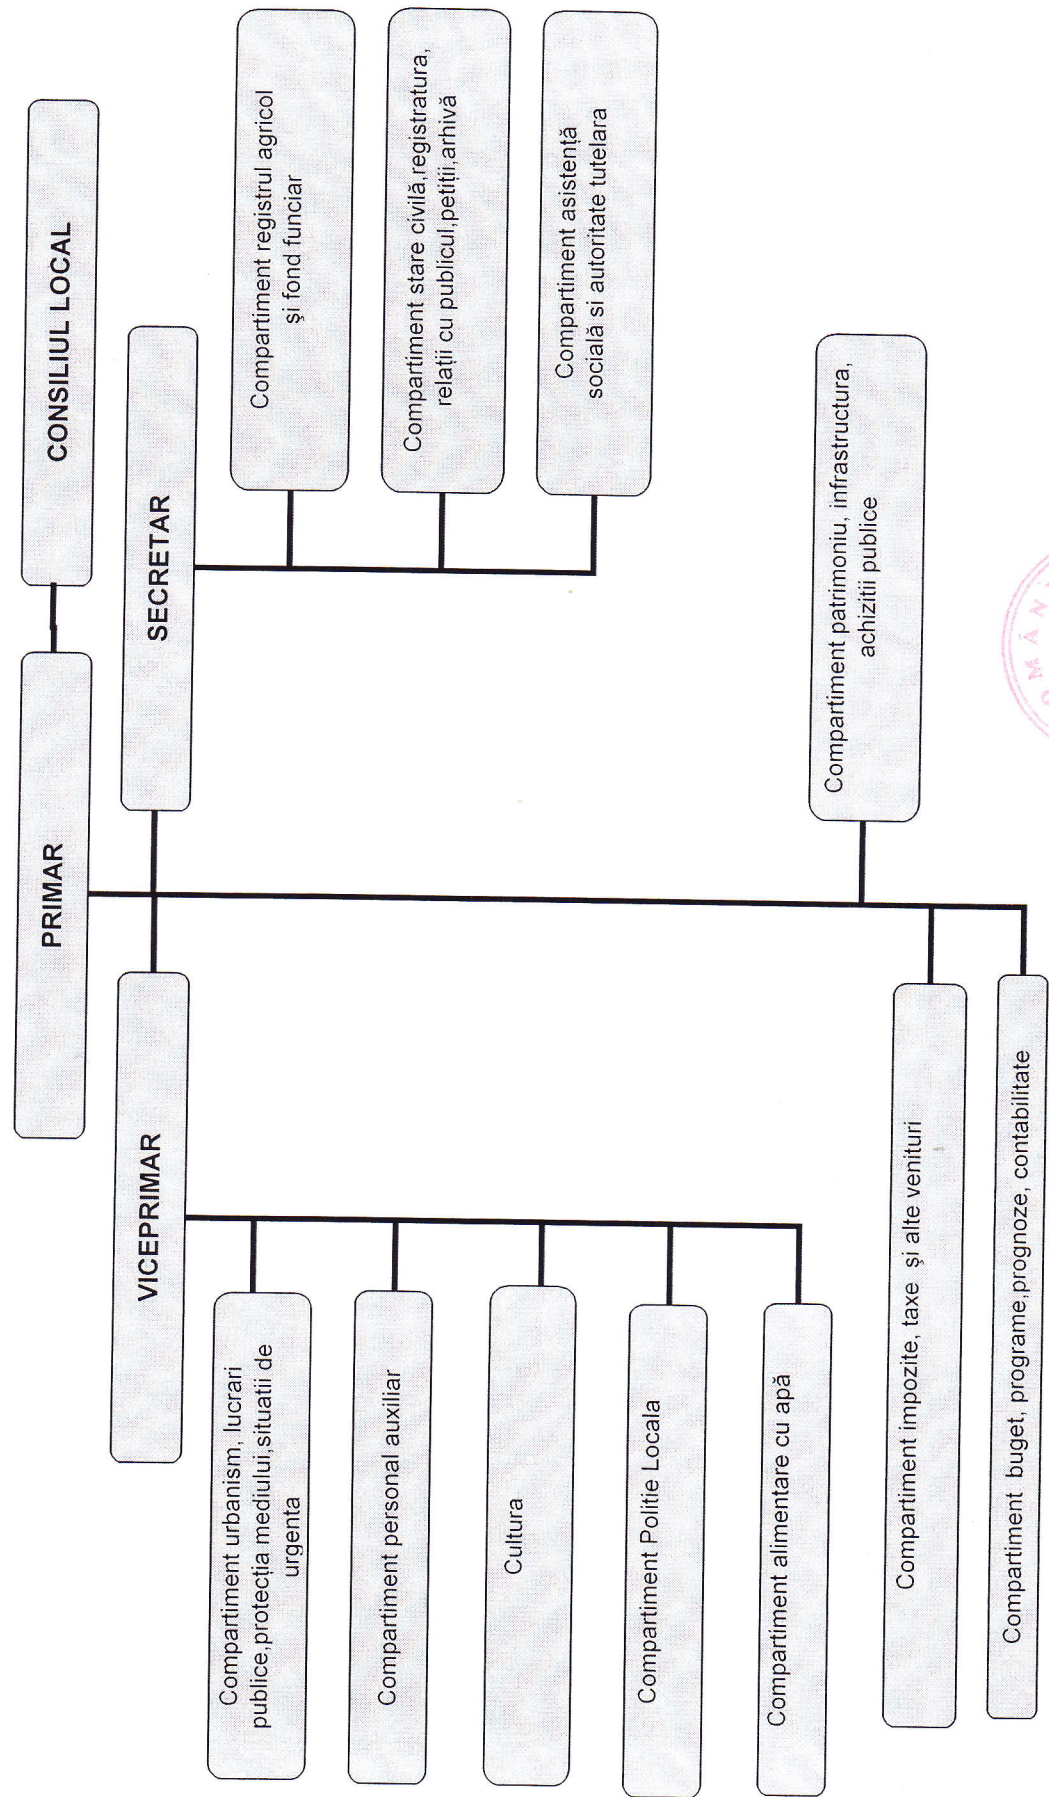 PRIMAR
CONSILIUL LOCAL
VICEPRIMAR
SECRETAR
Compartiment urbanism, lucrari
publice,protecția mediului,situatii de
urgenta
Compartiment personal auxiliar
Cultura
Compartiment Politie Locala
Compartiment alimentare cu apă
Compartiment registrul agricol
și fond funciar
Compartiment stare civilă,registratura,
relații cu publicul,petiții,arhivă
Compartiment asistență
socială si autoritate tutelara
Compartiment patrimoniu, infrastructura,
achizitii publice
Compartiment impozite, taxe și alte venituri
Compartiment buget, programe,prognoze, contabilitate